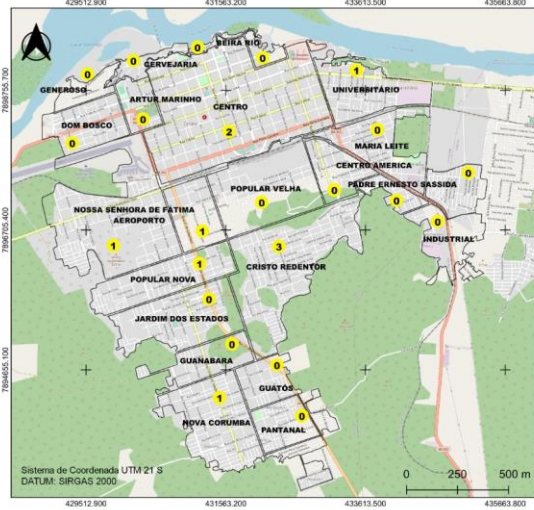 429512.900 431563.200 433613.500 435663.800
BEIRA RIO
0
0
0
CERVEJARIA
0
0
1
GENEROSO
UNIVERSITÁRIO
7898755.700
ARTUR MARINHO
CENTRO
0
DOM BOSCO
2
0
0
MARIA LEITE
CENTRO AMERICA
0
POPULAR VELHA
0
PADRE ERNESTO SASSIDA
0
0
NOSSA SENHORA DE FÁTIMA
AEROPORTO
0
1
INDUSTRIAL
7896705.400
1
3
CRISTO REDENTOR
1
POPULAR NOVA
0
JARDIM DOS ESTADOS
0
GUANABARA
0
7894655.100
GUATÓS
1
NOVA CORUMBA
0
PANTANAL
Sistema de Coordenada UTM 21 S
DATUM: SIRGAS 2000
0 250 500 m
429512.900 431563.200 433613.500 435663.800